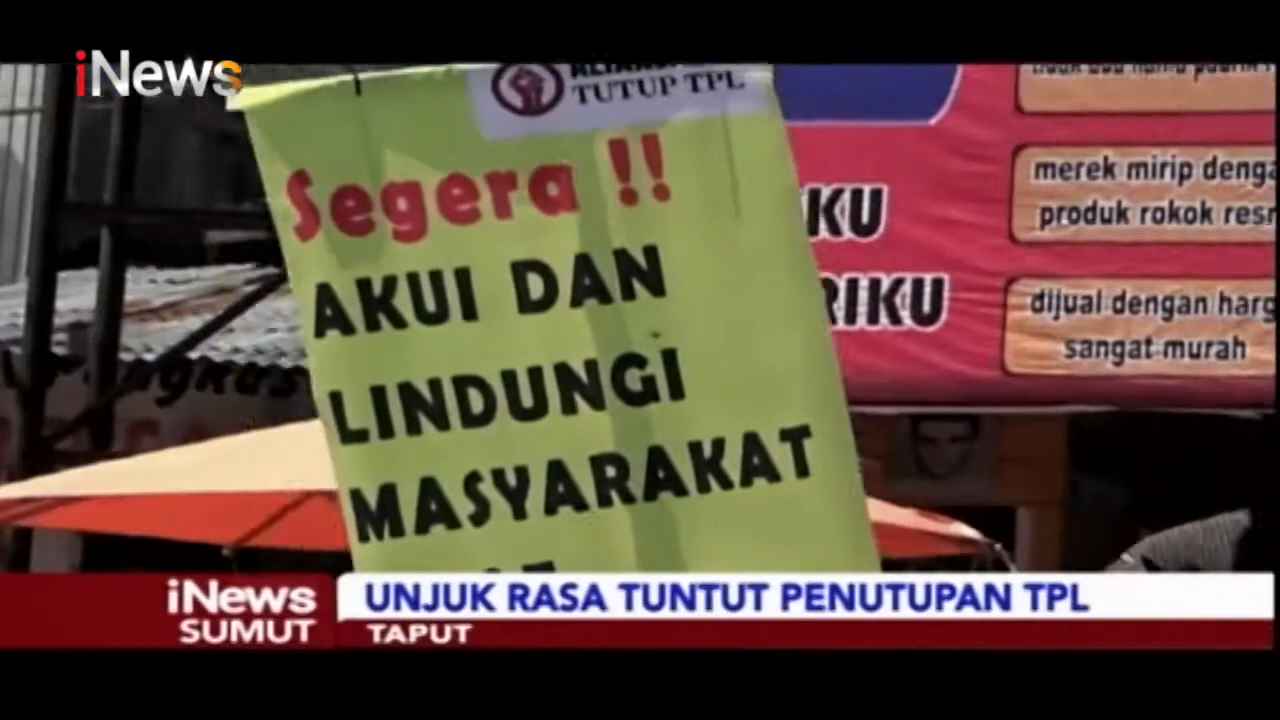 iNews
TUTUP TPL
Segera !!
AKUI DAN
LINDUNGI
MASYARAKAT
KU
RIKU
merek mirip denga
produk rokok resm
dijual dengan harg
sangat murah
iNews
SUMUT
UNJUK RASA TUNTUT PENUTUPAN TPL
TAPUT